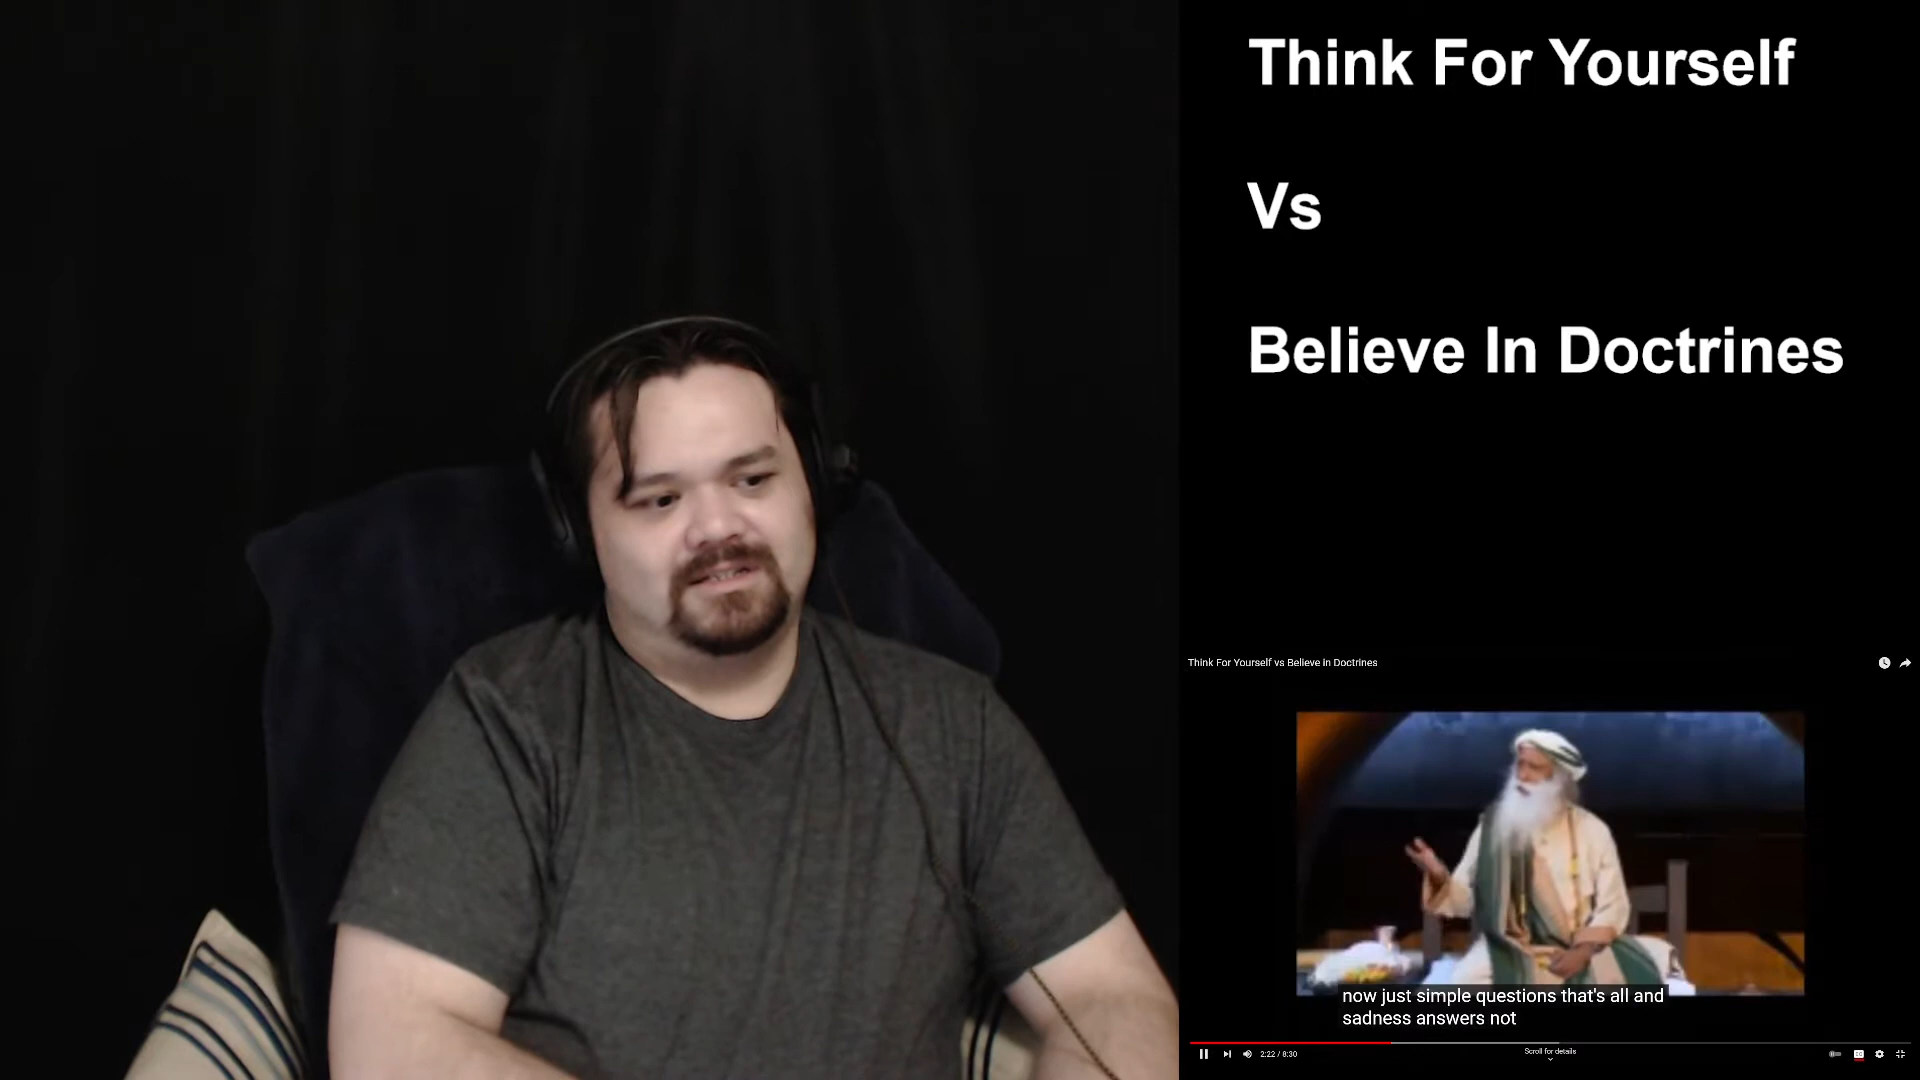 Think For Yourself
Vs
Believe In Doctrines
Think For Yourself vs Believe in Doctrines
now just simple questions that's all and
sadness answers not
2:22 / 8:30
Scroll for details